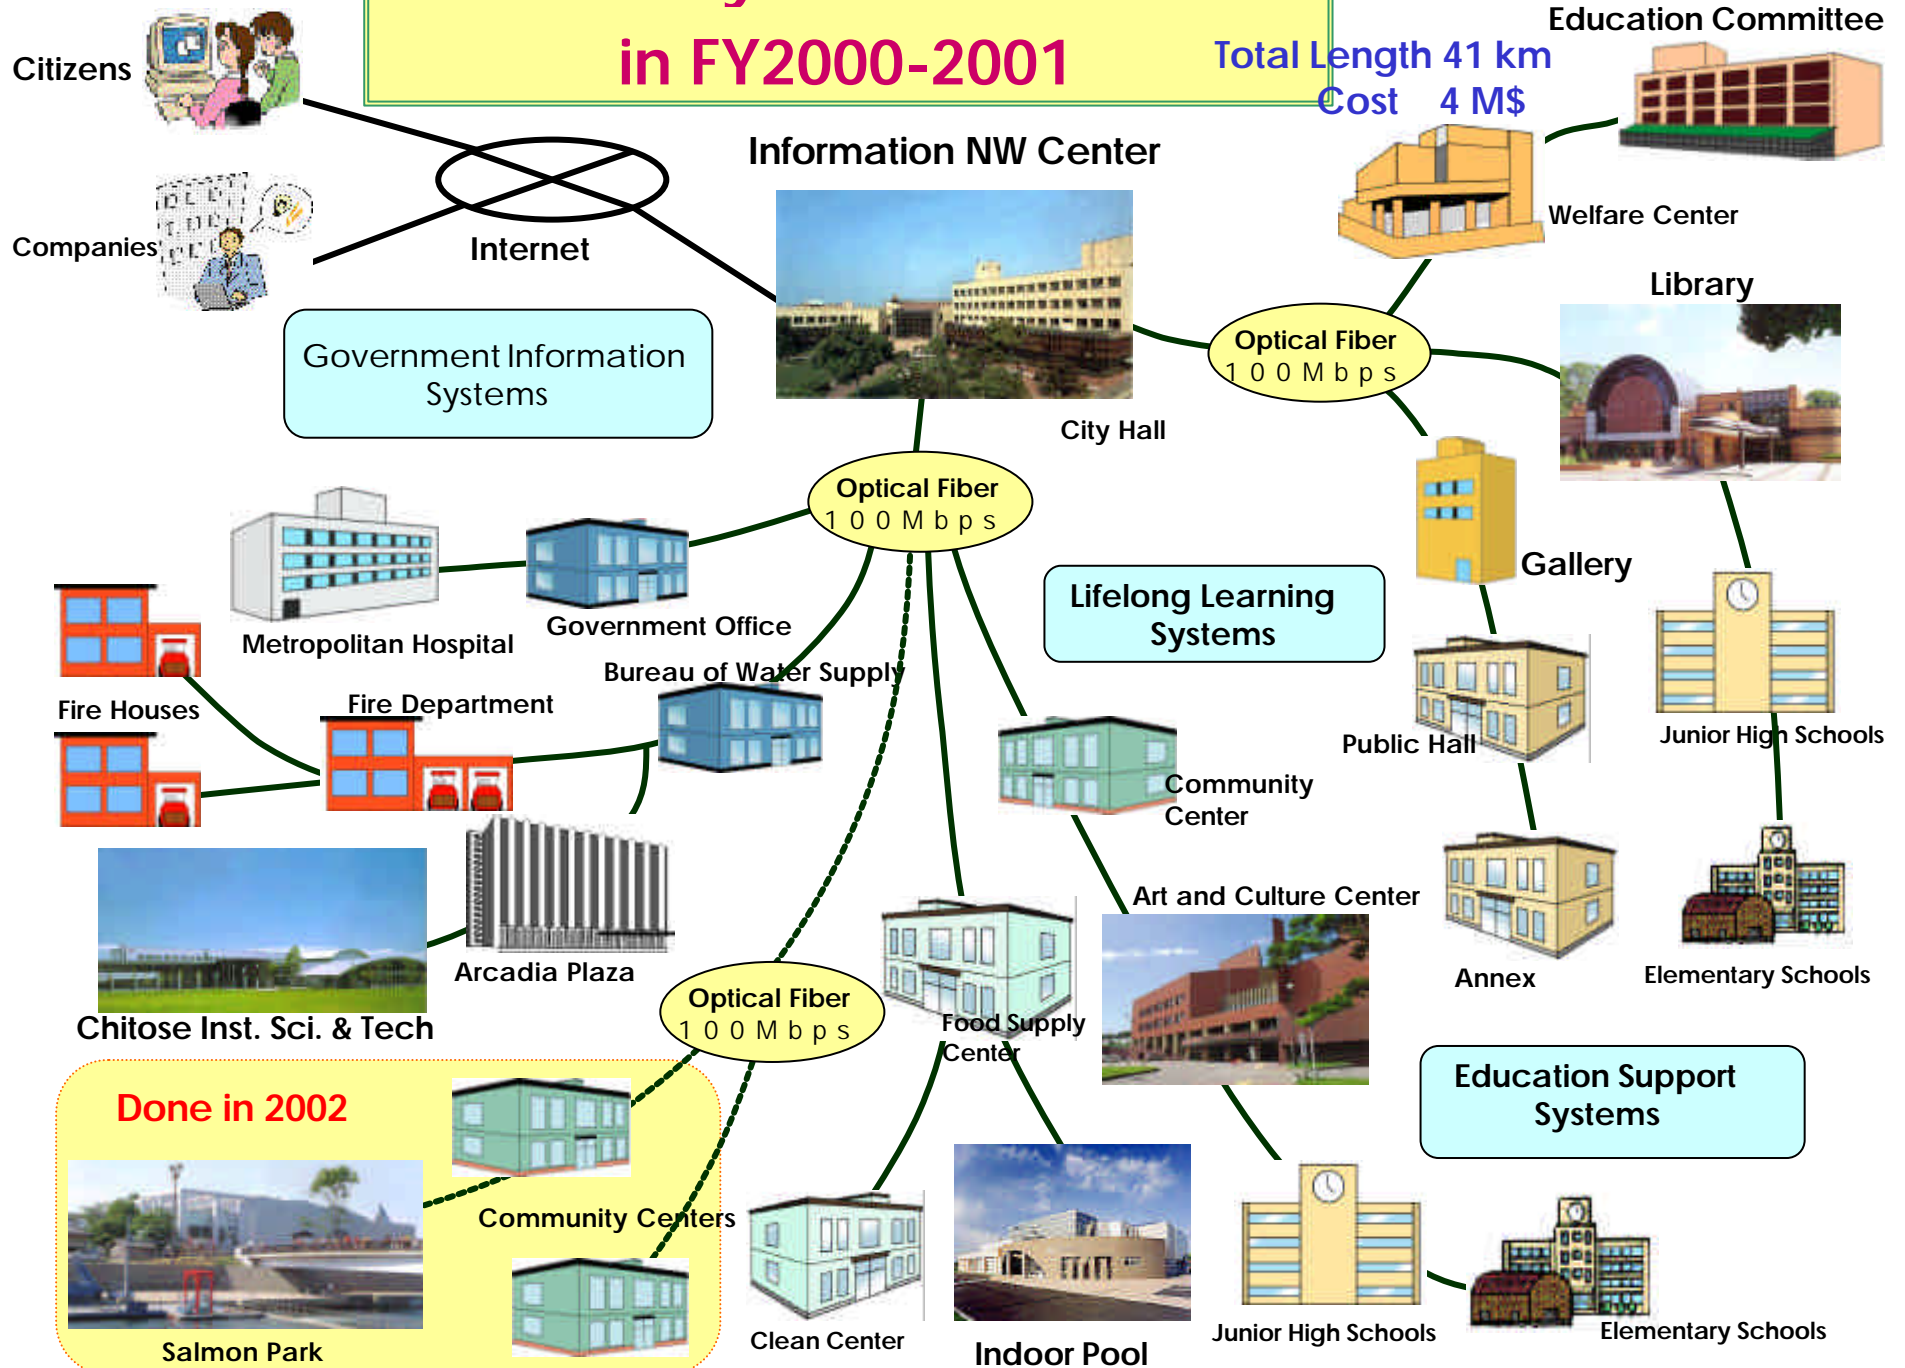 in FY2000-2001
Education Committee
Total Length 41 km
Cost 4 M$
Citizens
Information NW Center
Welfare Center
Companies
Internet
Library
Government Information
Systems
Optical Fiber
100Mbps
City Hall
Optical Fiber
100Mbps
Gallery
Lifelong Learning
Systems
Metropolitan Hospital
Government Office
Bureau of Water Supply
Fire Houses
Fire Department
Public Hall
Junior High Schools
Community
Center
Art and Culture Center
Arcadia Plaza
Annex
Elementary Schools
Optical Fiber
100Mbps
Chitose Inst. Sci. & Tech
Food Supply
Center
Education Support
Systems
Done in 2002
Community Centers
Salmon Park
Clean Center
Indoor Pool
Junior High Schools
Elementary Schools